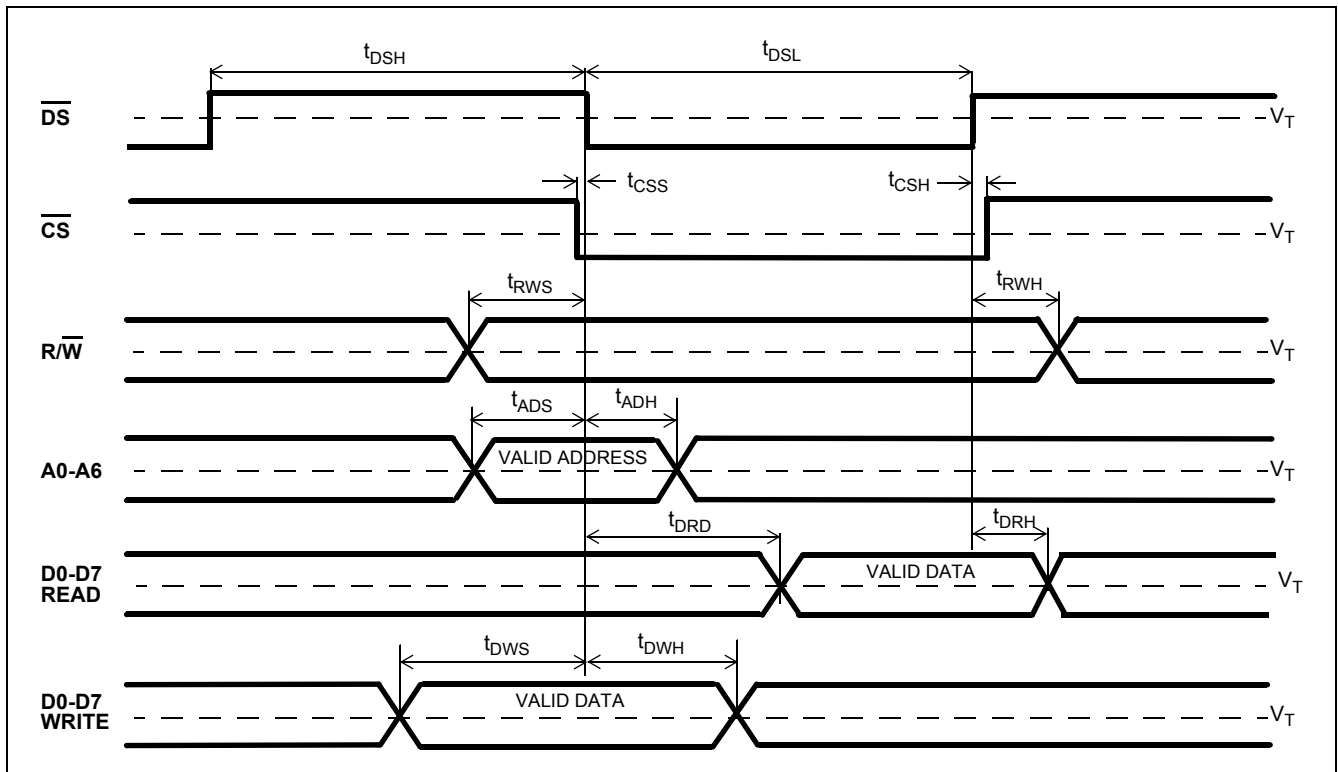 tDSH tDSL
DS VT
tCSS tCSH
CS VT
tRWS tRWH
R/W VT
tADS tADH
A0-A6 VALID ADDRESS VT
tDRD tDRH
D0-D7
READ VALID DATA VT
tDWS tDWH
D0-D7
WRITE VALID DATA VT